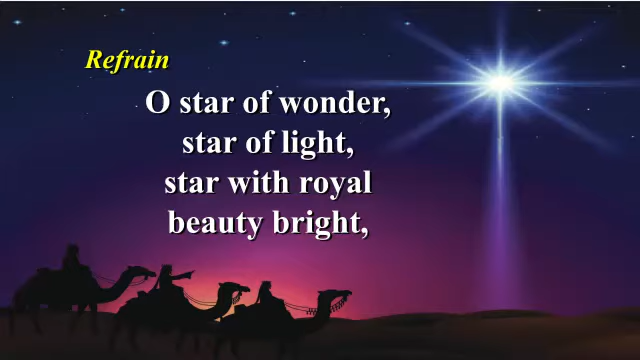 Refrain
O star of wonder,
star of light,
star with royal
beauty bright,